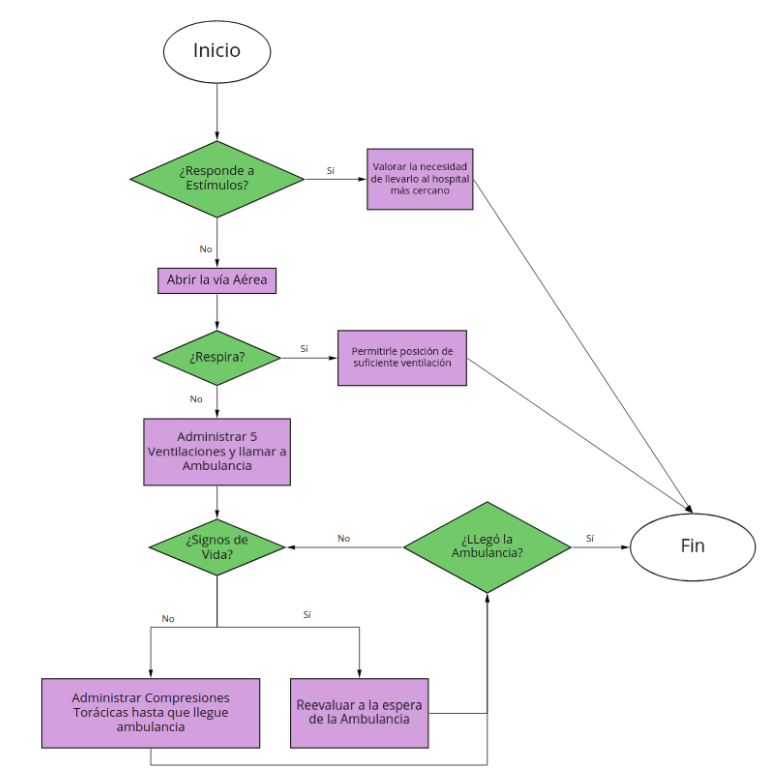 Inicio
¿Responde a
Estímulos?
Sí
Valorar la necesidad
de llevarlo al hospital
más cercano
No
Abrir la vía Aérea
¿Respira?
Sí
Permitirle posición de
suficiente ventilación
No
Administrar 5
Ventilaciones y llamar a
Ambulancia
¿Signos de
Vida?
No
¿LLegó la
Ambulancia?
Sí
Fin
No
Sí
Administrar Compresiones
Torácicas hasta que llegue
ambulancia
Reevaluar a la espera
de la Ambulancia